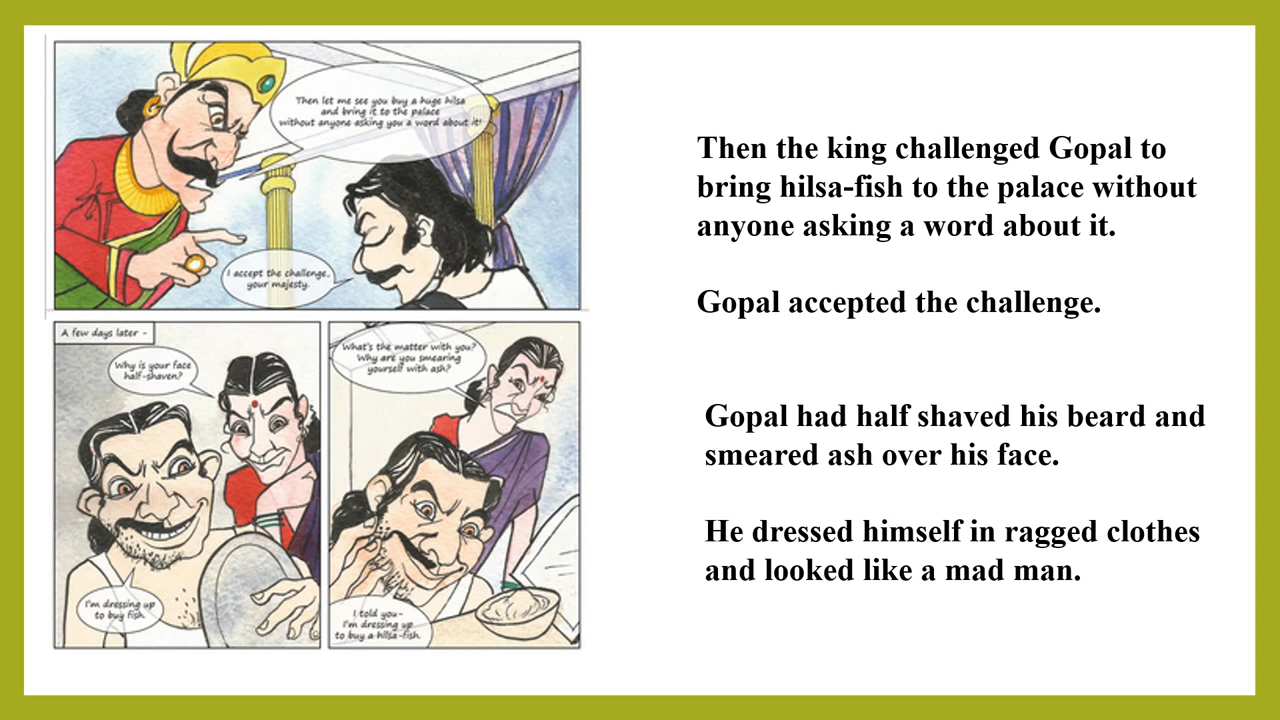 Then let me see you buy a huge hilsa
and bring it to the palace
without anyone asking you a word about it!
I accept the challenge,
your majesty.
A few days later -
Why is your face
half-shaven?
I'm dressing up
to buy fish.
What's the matter with you?
Why are you smearing
yourself with ash?
I told you-
I'm dressing up
to buy a hilsa-fish.
Then the king challenged Gopal to
bring hilsa-fish to the palace without
anyone asking a word about it.
Gopal accepted the challenge.
Gopal had half shaved his beard and
smeared ash over his face.
He dressed himself in ragged clothes
and looked like a mad man.